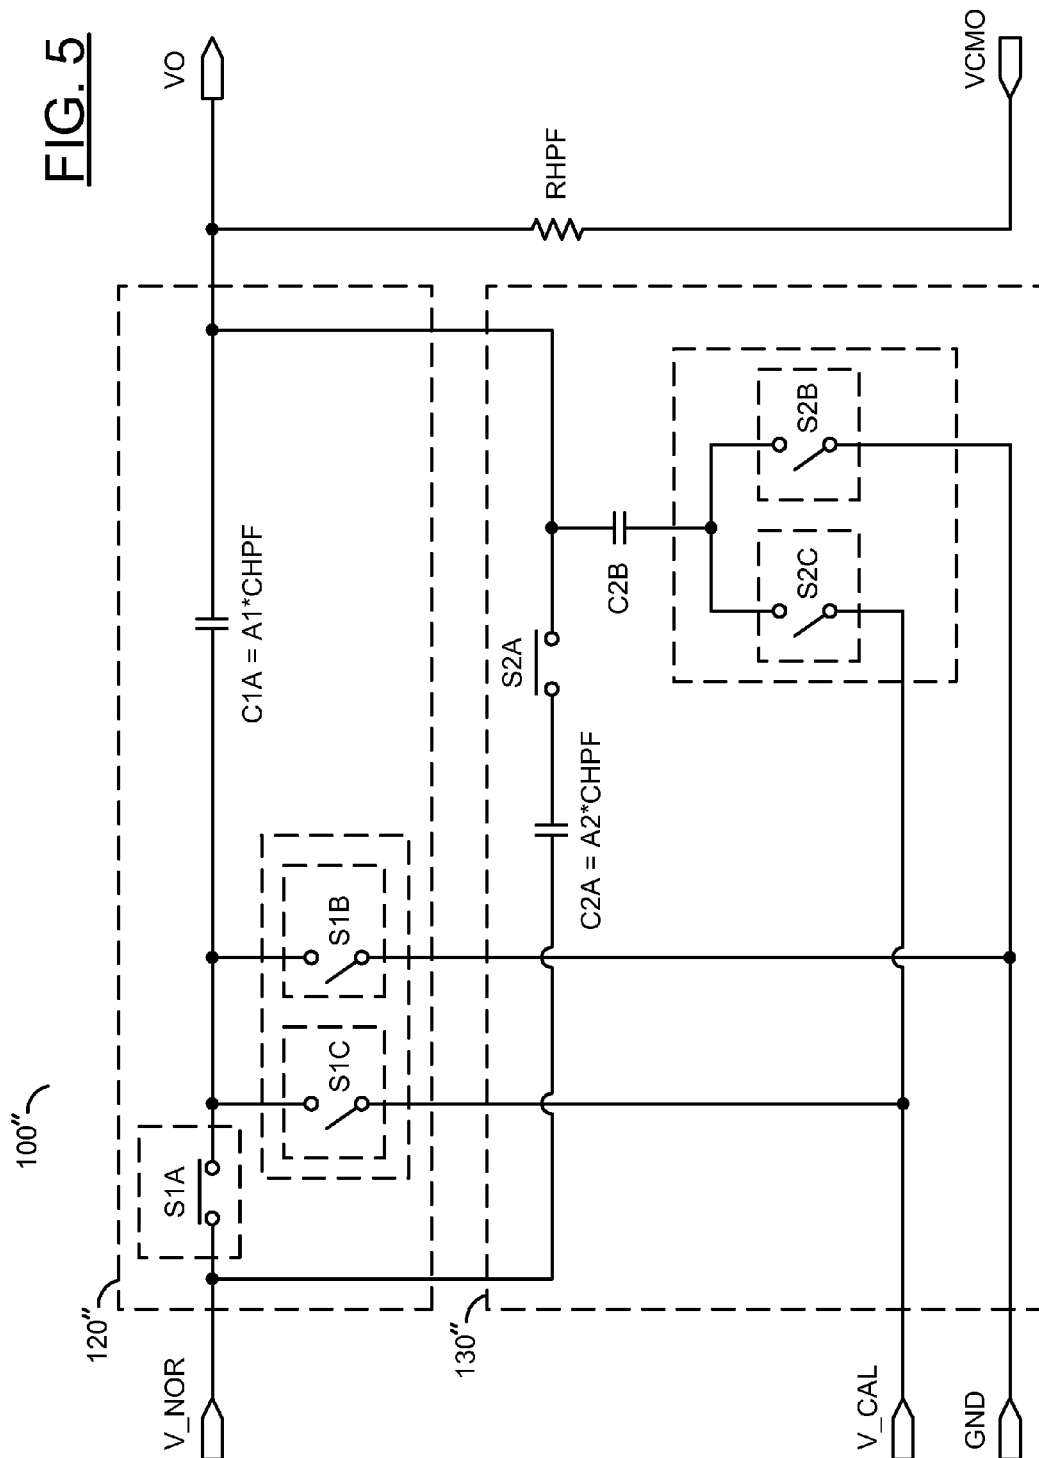 FIG. 5
100″
120″
V_NOR
S1A
S1C
S1B
C1A = A1*CHPF
VO
130″
C2A = A2*CHPF
S2A
C2B
S2C
S2B
RHPF
V_CAL
GND
VCMO